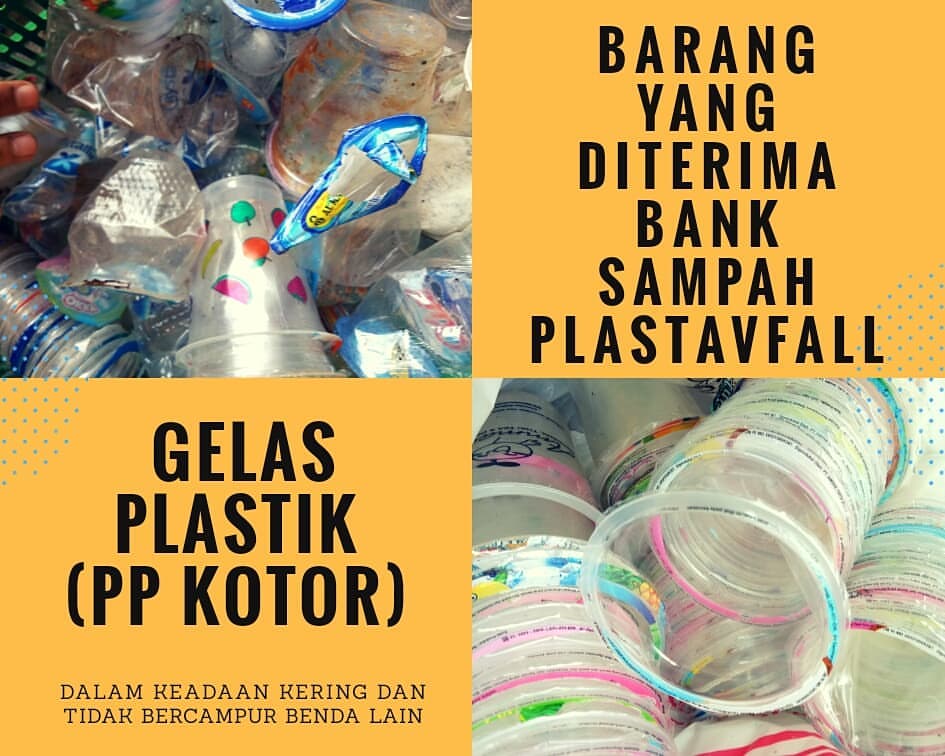 BARANG
YANG
DITERIMA
BANK
SAMPAH
PLASTAVFALL
GELAS
PLASTIK
(PP KOTOR)
DALAM KEADAAN KERING DAN
TIDAK BERCAMPUR BENDA LAIN